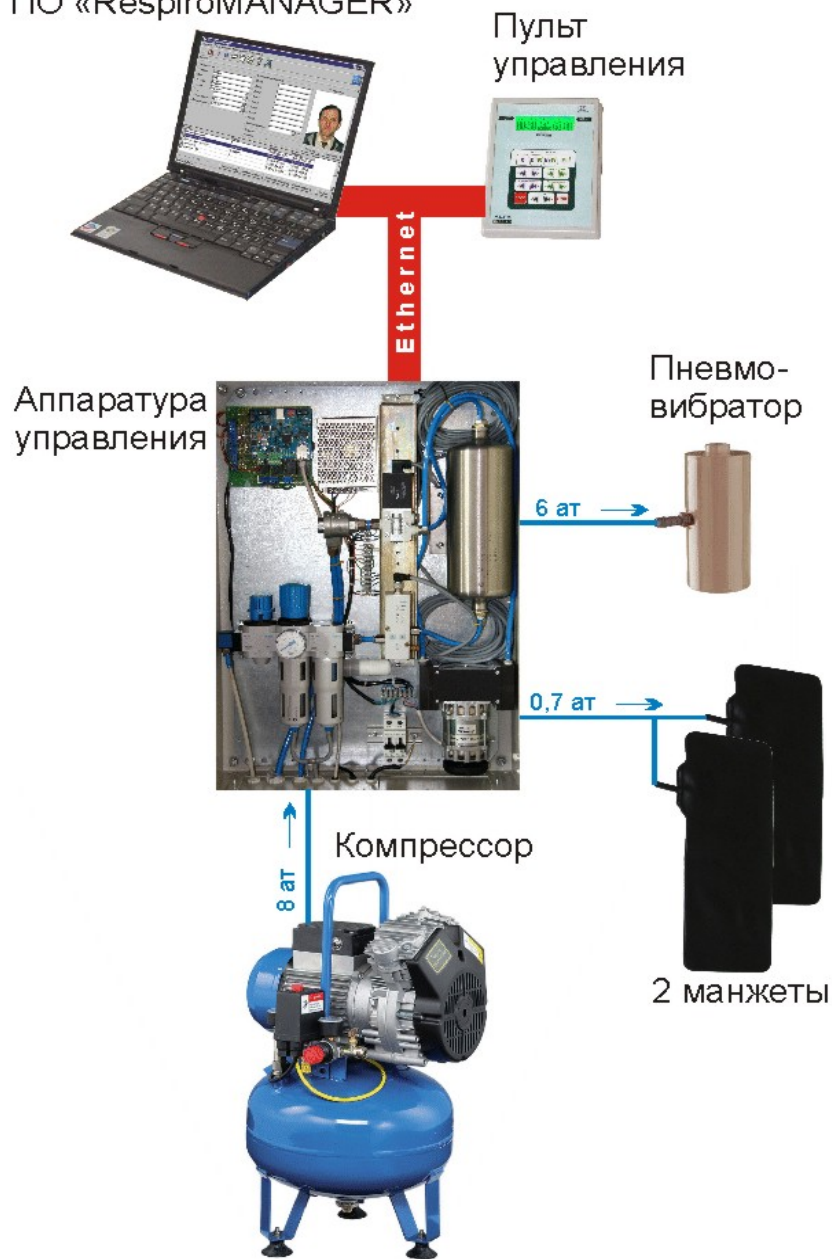 ПО «RespiroMANAGER»
Пульт
управления
Ethernet
Аппаратура
управления
Пневмо-
вибратор
6 ат
0,7 ат
8 ат
Компрессор
2 манжеты